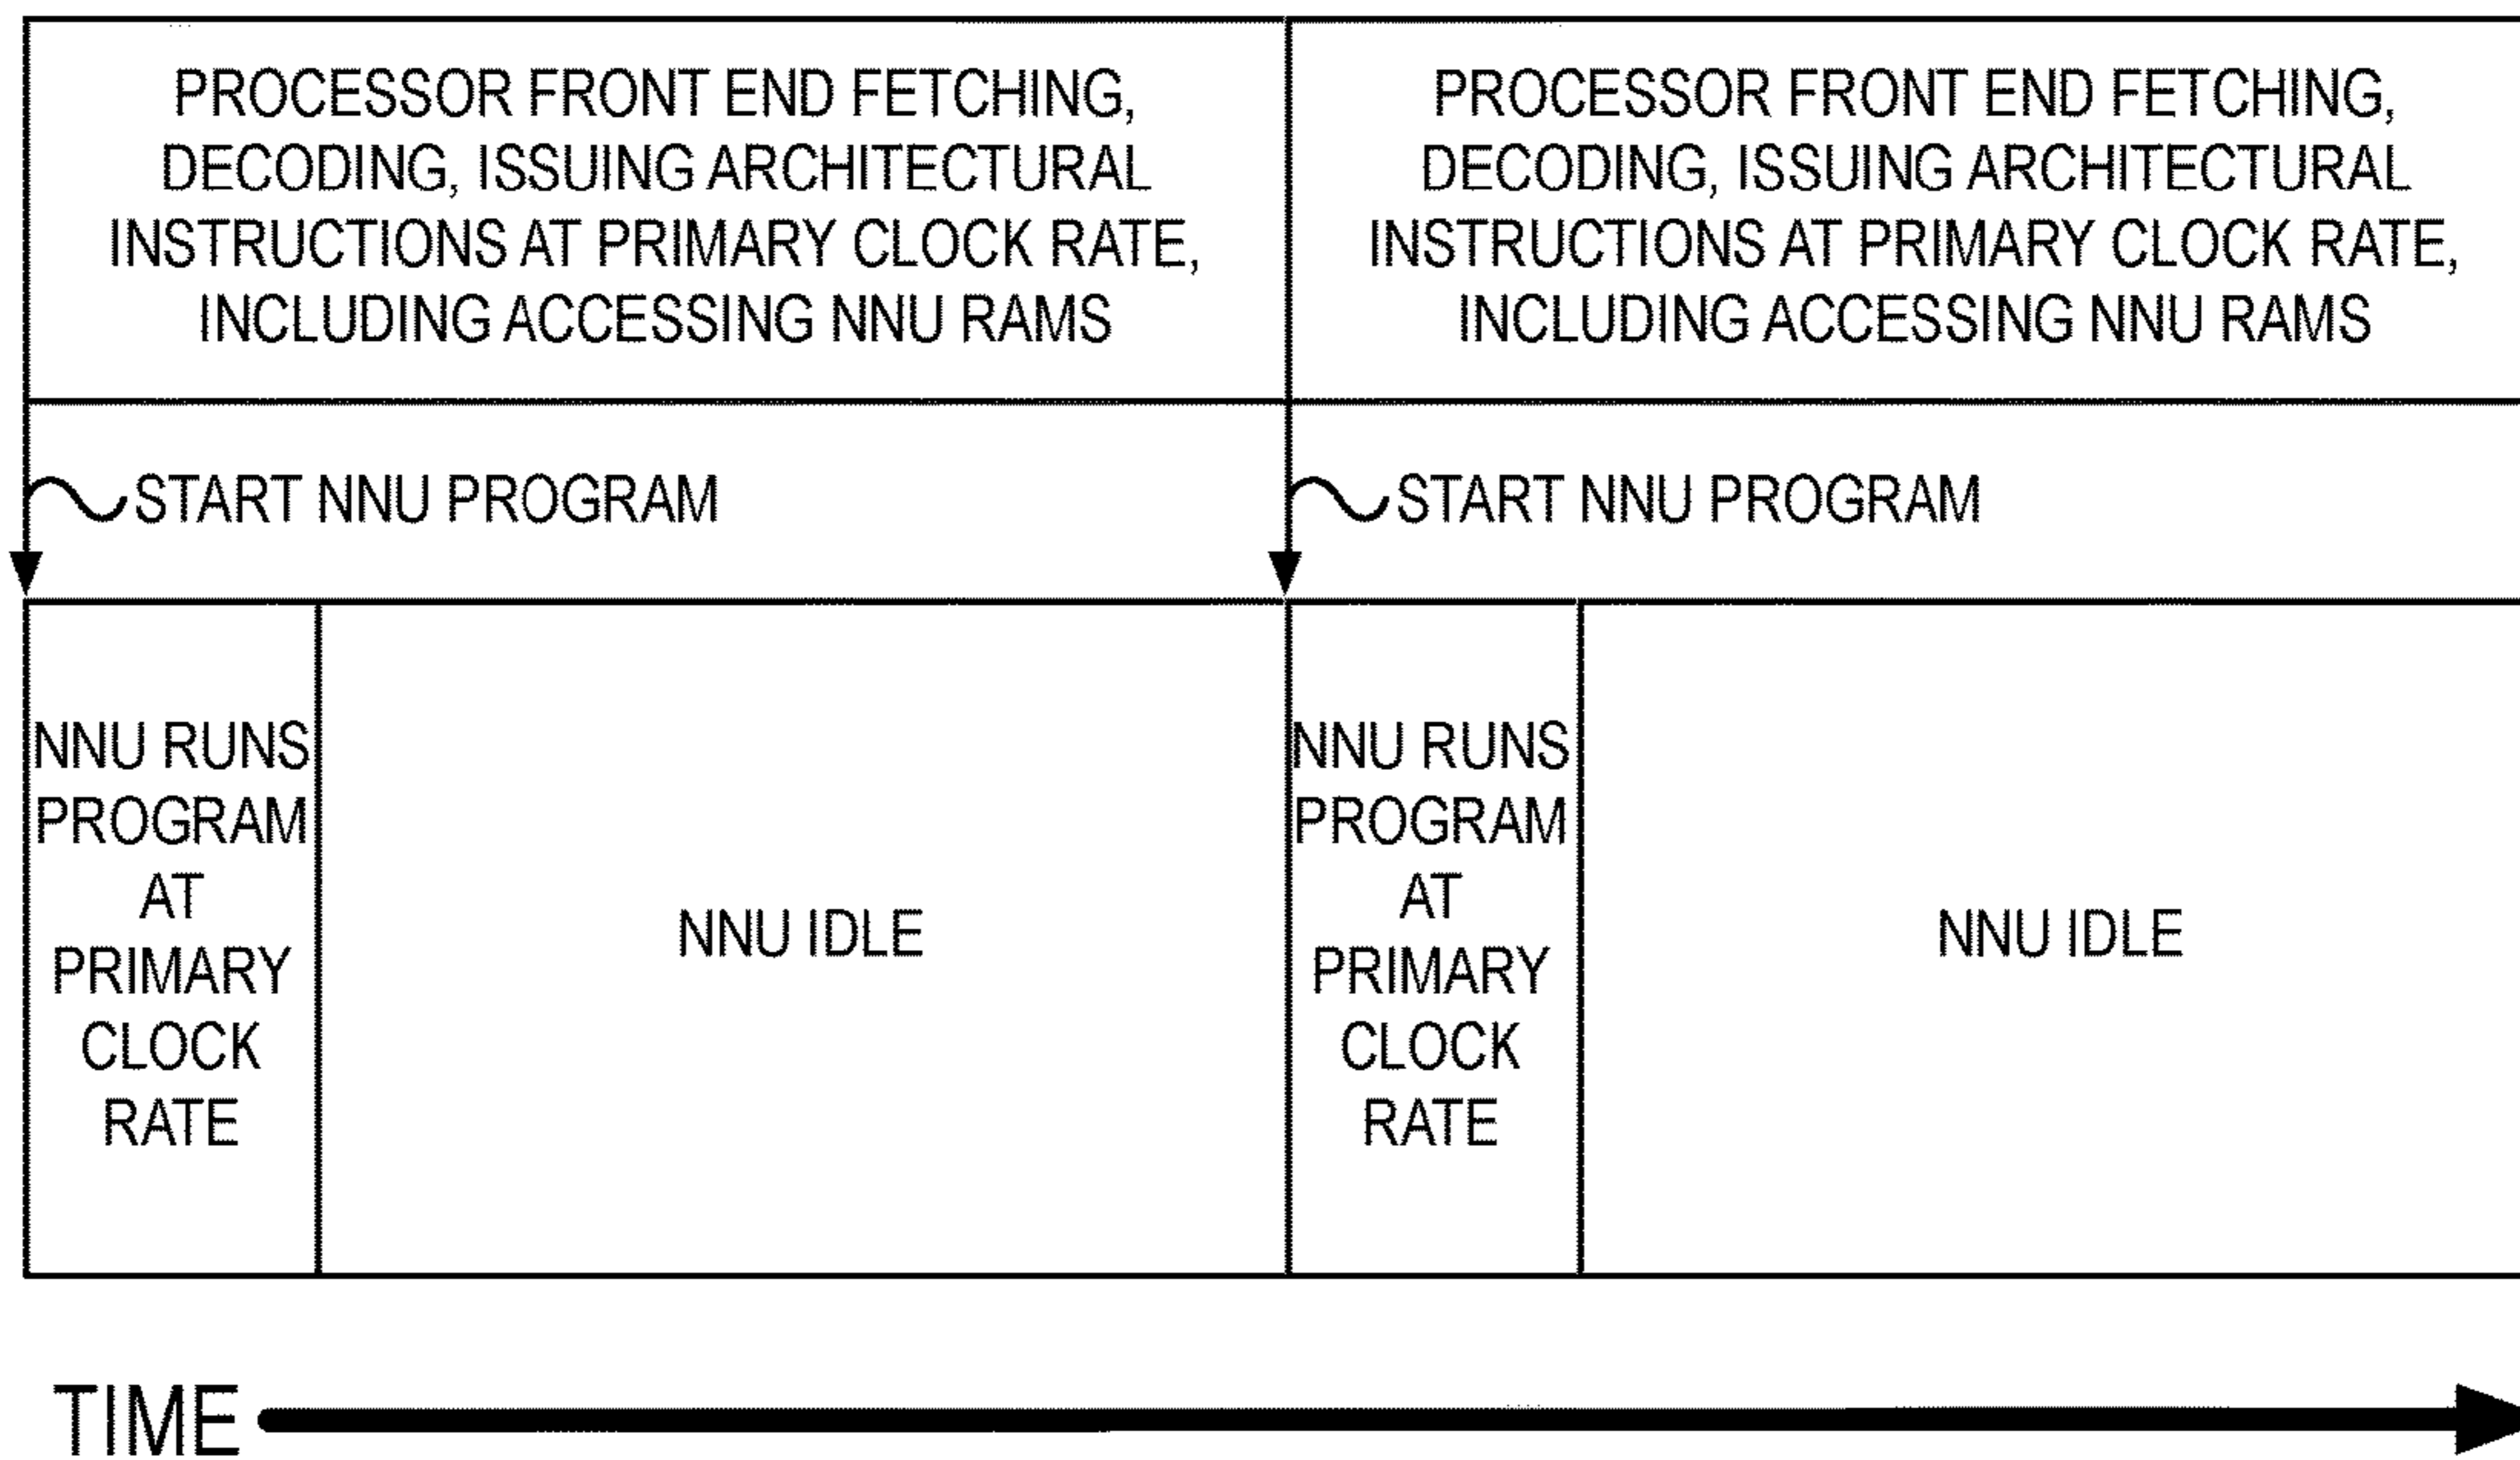 PROCESSOR FRONT END FETCHING,
DECODING, ISSUING ARCHITECTURAL
INSTRUCTIONS AT PRIMARY CLOCK RATE,
INCLUDING ACCESSING NNU RAMS
PROCESSOR FRONT END FETCHING,
DECODING, ISSUING ARCHITECTURAL
INSTRUCTIONS AT PRIMARY CLOCK RATE,
INCLUDING ACCESSING NNU RAMS
START NNU PROGRAM
START NNU PROGRAM
NNU RUNS
PROGRAM
AT
PRIMARY
CLOCK
RATE
NNU IDLE
NNU RUNS
PROGRAM
AT
PRIMARY
CLOCK
RATE
NNU IDLE
TIME